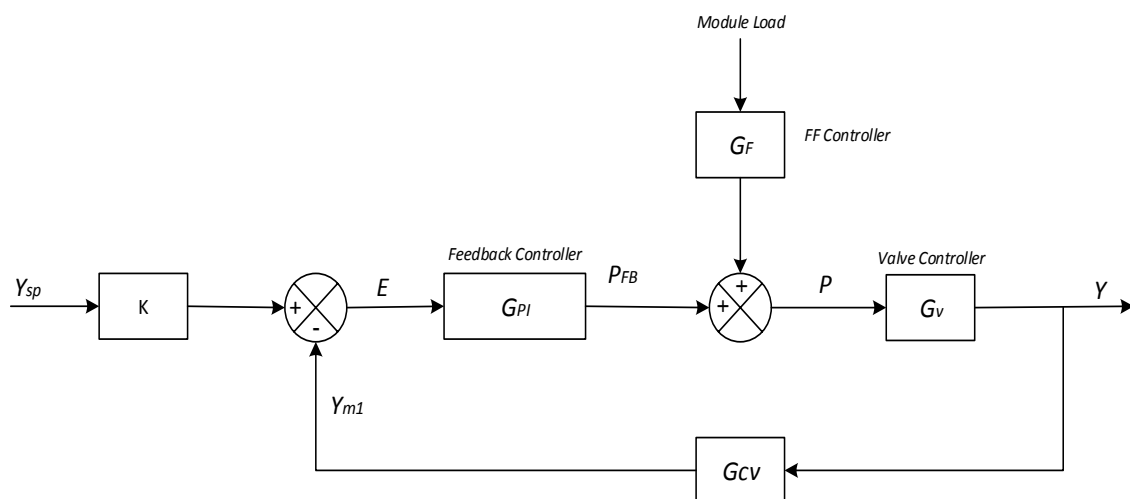 Module Load
GF
FF Controller
Ysp
K
+
-
E
Feedback Controller
GPI
PFB
+
+
P
Valve Controller
Gv
Y
Ym1
Gcv